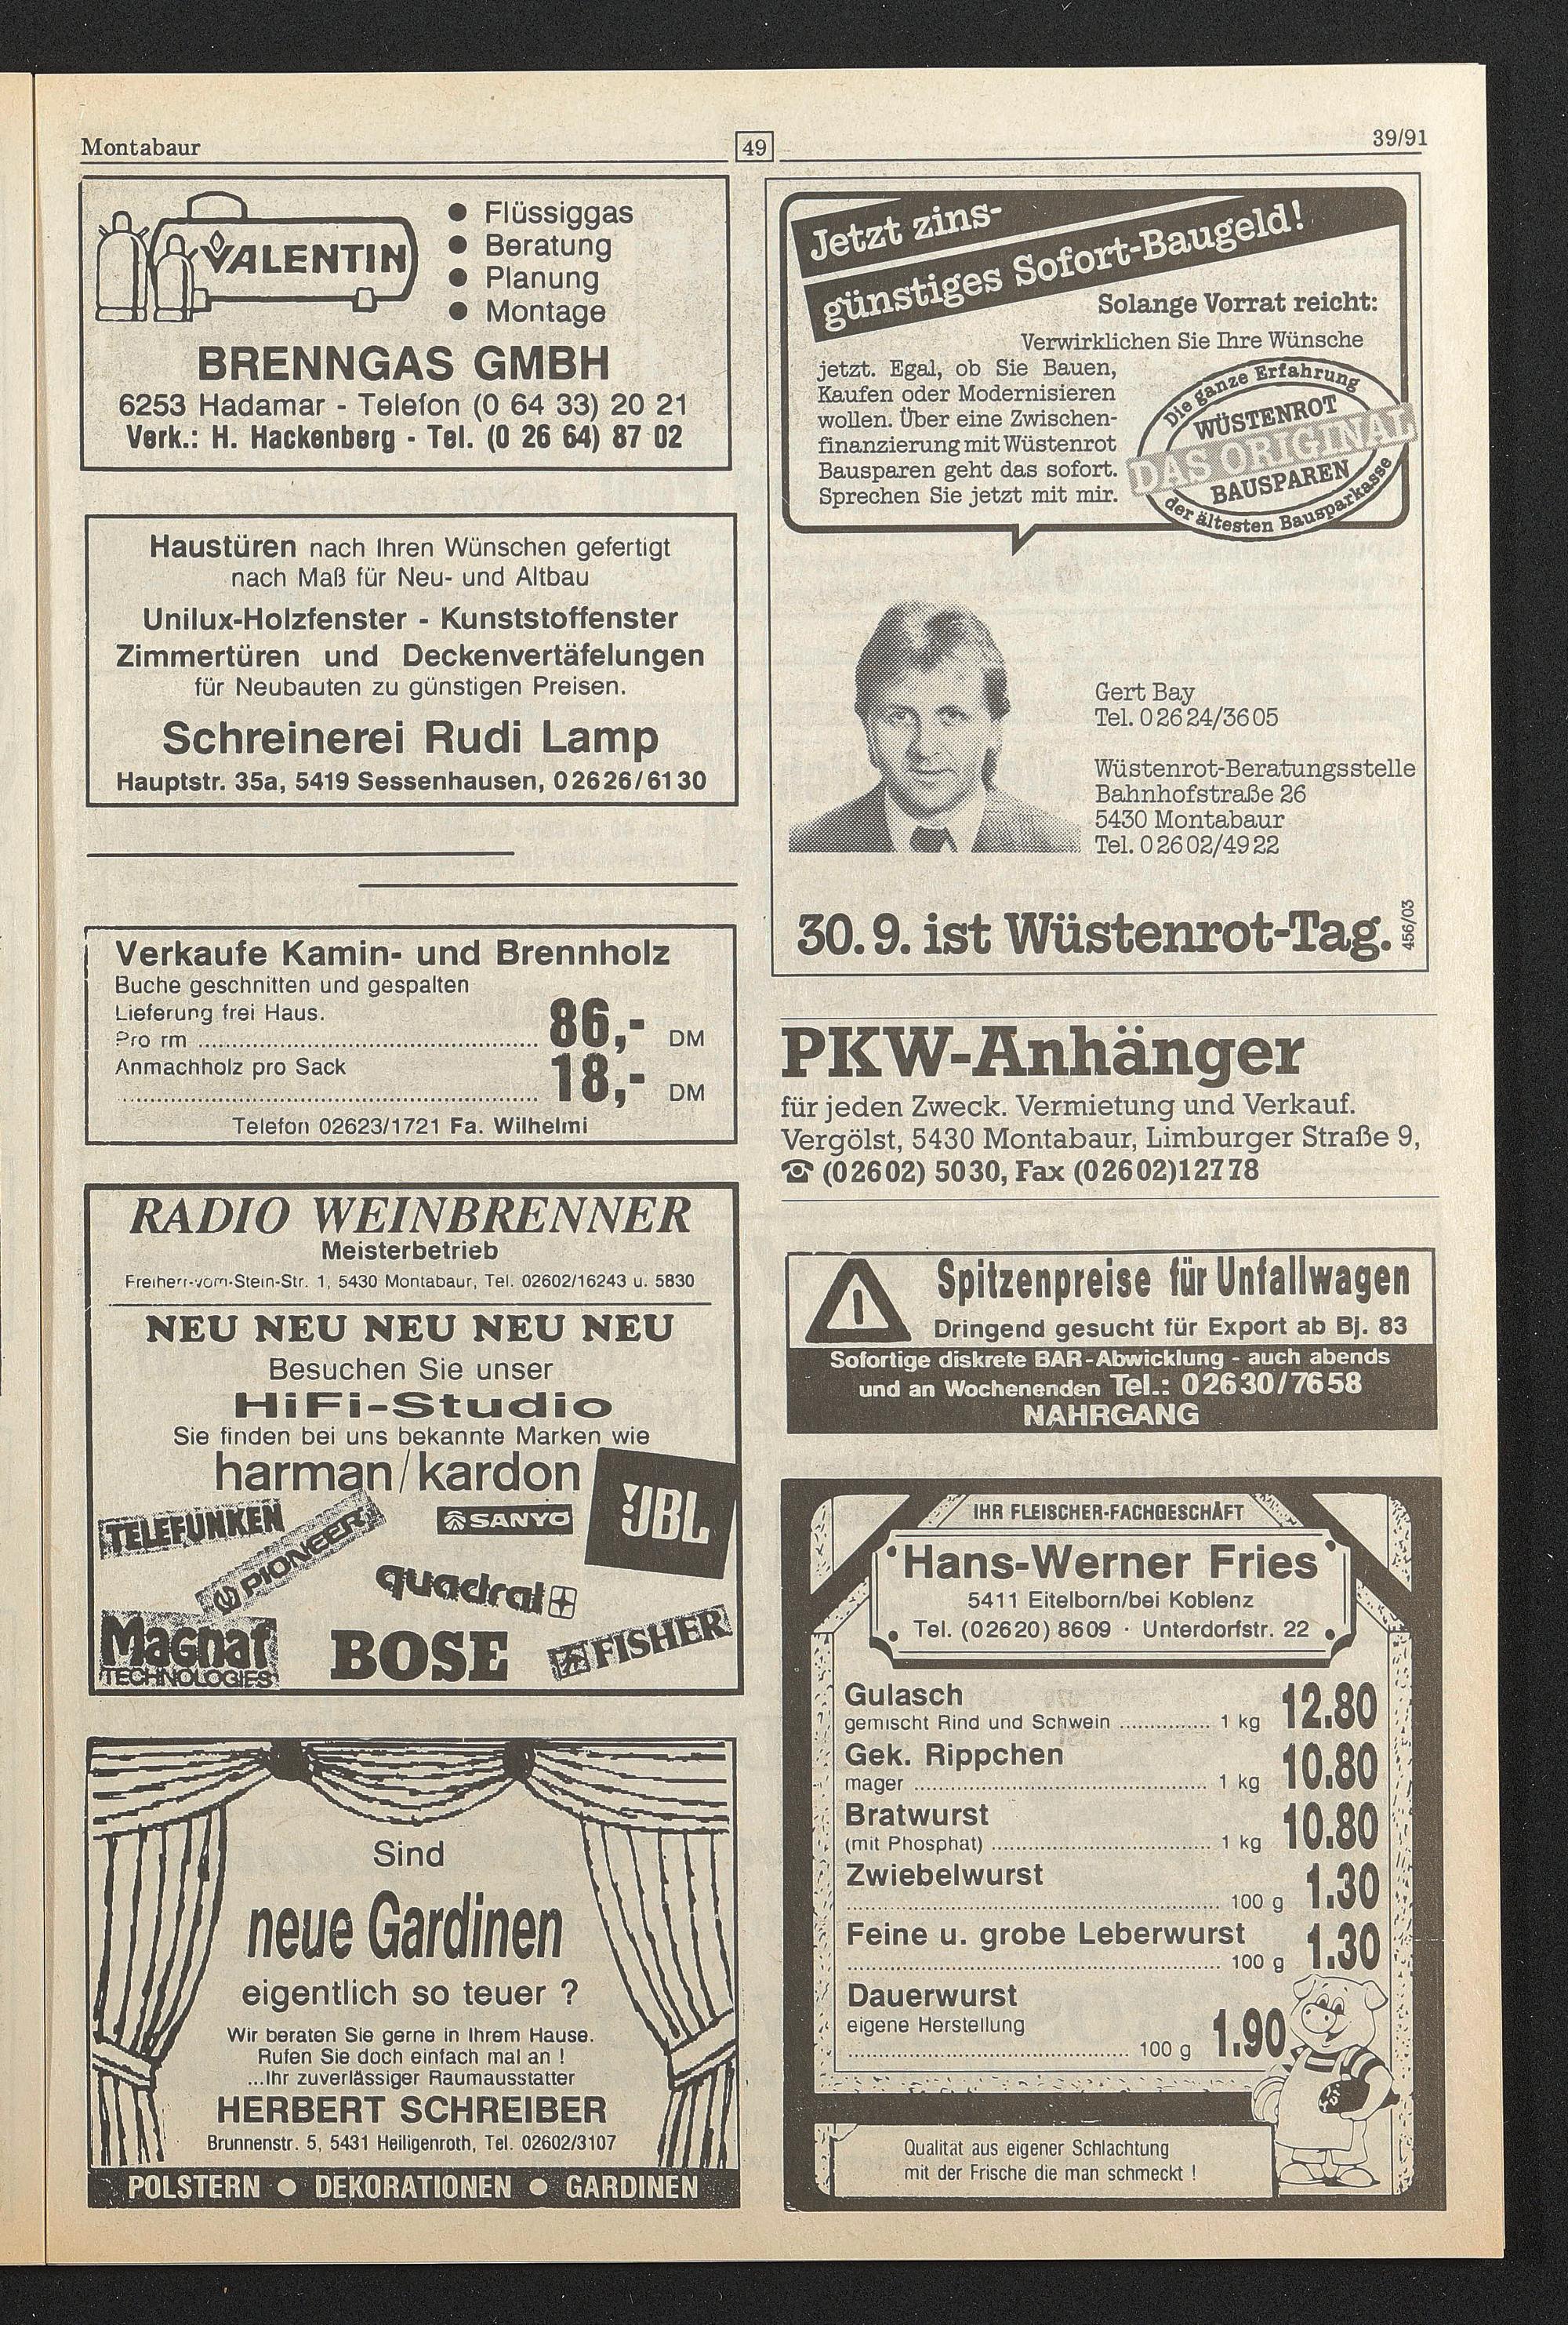 Montabaur
49
39/91
VALENTIN
● Flüssiggas
● Beratung
● Planung
● Montage
BRENNGAS GMBH
6253 Hadamar - Telefon (0 64 33) 20 21
Verk.: H. Hackenberg - Tel. (0 26 64) 87 02
Haustüren nach Ihren Wünschen gefertigt
nach Maß für Neu- und Altbau
Unilux-Holzfenster - Kunststoffenster
Zimmertüren und Deckenvertäfelungen
für Neubauten zu günstigen Preisen.
Schreinerei Rudi Lamp
Hauptstr. 35a, 5419 Sessenhausen, 02626/6130
Verkaufe Kamin- und Brennholz
Buche geschnitten und gespalten
Lieferung frei Haus.
Pro rm ........ 86,- DM
Anmachholz pro Sack
........ 18,- DM
Telefon 02623/1721 Fa. Wilhelmi
RADIO WEINBRENNER
Meisterbetrieb
Freiherr-vom-Stein-Str. 1, 5430 Montabaur, Tel. 02602/16243 u. 5830
NEU NEU NEU NEU NEU
Besuchen Sie unser
HiFi-Studio
Sie finden bei uns bekannte Marken wie
harman/kardon
JBL
TELEFUNKEN
PIONEER
SANYO
quadral
Magnat
TECHNOLOGIES
BOSE
FISHER
Sind
neue Gardinen
eigentlich so teuer ?
Wir beraten Sie gerne in Ihrem Hause.
Rufen Sie doch einfach mal an !
...Ihr zuverlässiger Raumausstatter
HERBERT SCHREIBER
Brunnenstr. 5, 5431 Heiligenroth, Tel. 02602/3107
POLSTERN ● DEKORATIONEN ● GARDINEN
Jetzt zins-
günstiges Sofort-Baugeld!
Solange Vorrat reicht:
Verwirklichen Sie Ihre Wünsche
jetzt. Egal, ob Sie Bauen,
Kaufen oder Modernisieren
wollen. Über eine Zwischen-
finanzierung mit Wüstenrot
Bausparen geht das sofort.
Sprechen Sie jetzt mit mir.
Die ganze Erfahrung
WÜSTENROT
DAS ORIGINAL
BAUSPAREN
der ältesten Bausparkasse
Gert Bay
Tel. 02624/3605
Wüstenrot-Beratungsstelle
Bahnhofstraße 26
5430 Montabaur
Tel. 02602/4922
30.9. ist Wüstenrot-Tag.
456/03
PKW-Anhänger
für jeden Zweck. Vermietung und Verkauf.
Vergölst, 5430 Montabaur, Limburger Straße 9,
☎ (02602) 5030, Fax (02602)12778
Spitzenpreise für Unfallwagen
Dringend gesucht für Export ab Bj. 83
Sofortige diskrete BAR-Abwicklung - auch abends
und an Wochenenden Tel.: 02630/7658
NAHRGANG
IHR FLEISCHER-FACHGESCHÄFT
Hans-Werner Fries
5411 Eitelborn/bei Koblenz
Tel. (02620) 8609 · Unterdorfstr. 22
Gulasch
gemischt Rind und Schwein ........ 1 kg 12.80
Gek. Rippchen
mager ........ 1 kg 10.80
Bratwurst
(mit Phosphat) ........ 1 kg 10.80
Zwiebelwurst
........ 100 g 1.30
Feine u. grobe Leberwurst
........ 100 g 1.30
Dauerwurst
eigene Herstellung
........ 100 g 1.90
Qualität aus eigener Schlachtung
mit der Frische die man schmeckt !